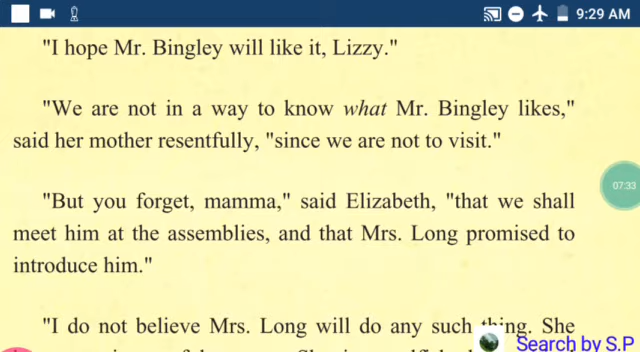 9:29 AM
"I hope Mr. Bingley will like it, Lizzy."
"We are not in a way to know what Mr. Bingley likes,"
said her mother resentfully, "since we are not to visit."
07:33
"But you forget, mamma," said Elizabeth, "that we shall
meet him at the assemblies, and that Mrs. Long promised to
introduce him."
"I do not believe Mrs. Long will do any such thing. She
Search by S.P